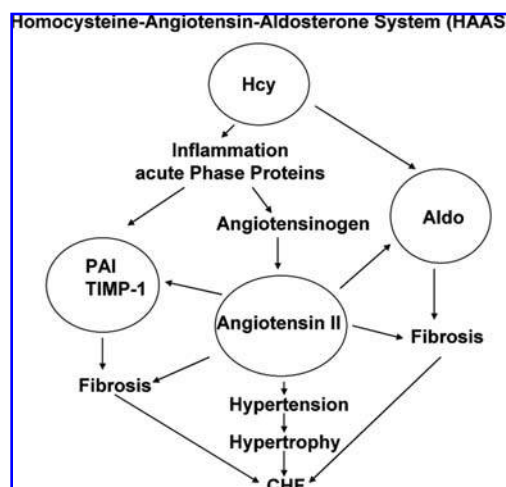 Homocysteine-Angiotensin-Aldosterone System (HAAS
Hcy
Inflammation
acute Phase Proteins
Angiotensinogen
Aldo
PAI
TIMP-1
Angiotensin II
Fibrosis
Fibrosis
Hypertension
Hypertrophy
CHF